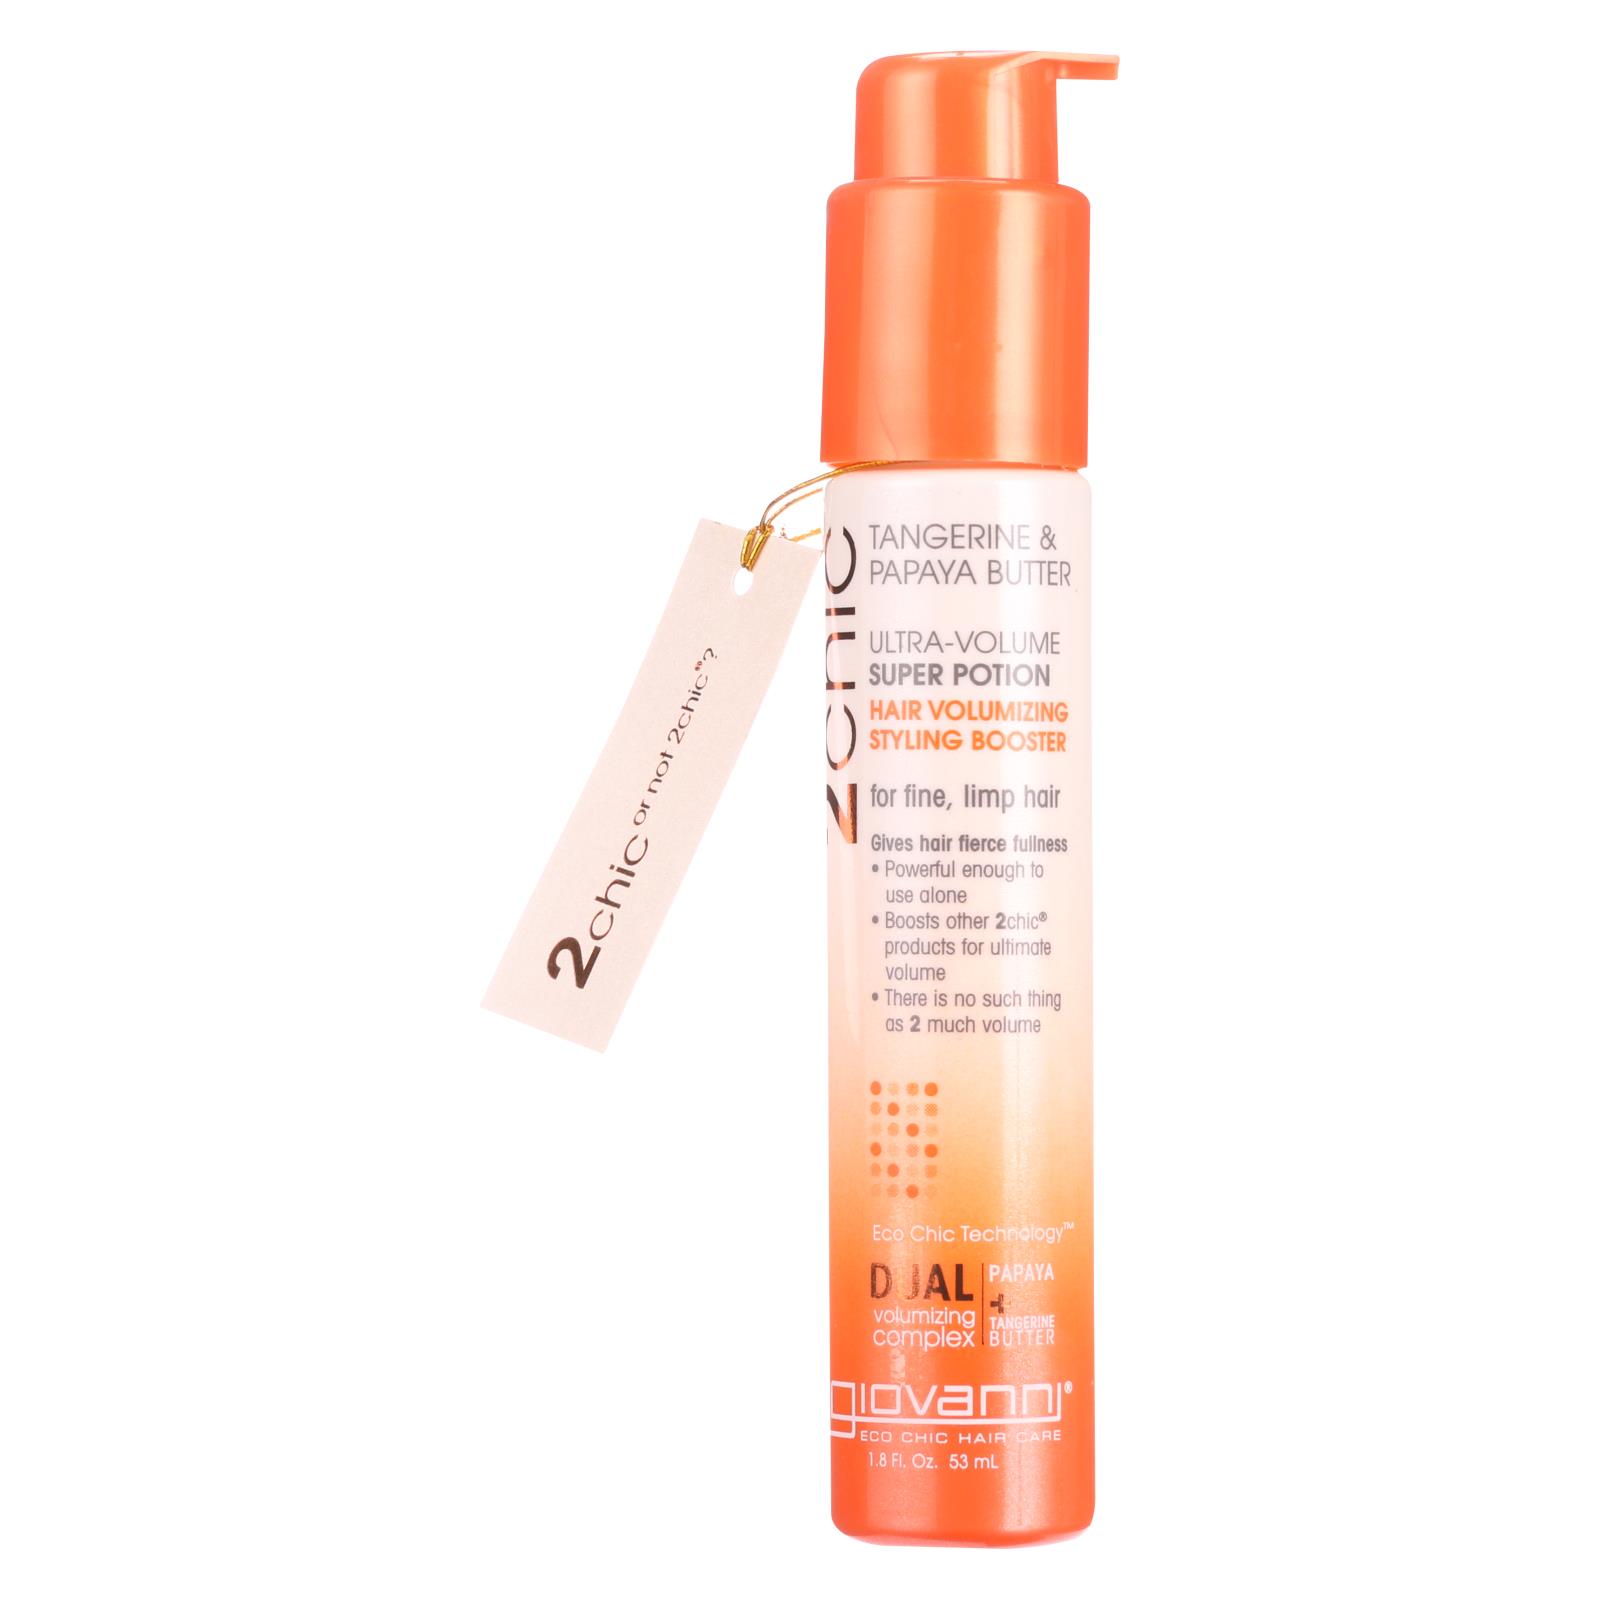 2chic or not 2chic®?
2chic
TANGERINE &
PAPAYA BUTTER
ULTRA-VOLUME
SUPER POTION
HAIR VOLUMIZING
STYLING BOOSTER
for fine, limp hair
Gives hair fierce fullness
• Powerful enough to
use alone
• Boosts other 2chic®
products for ultimate
volume
• There is no such thing
as 2 much volume
Eco Chic Technology™
DUAL
volumizing
complex
PAPAYA
+
TANGERINE
BUTTER
giovanni®
ECO CHIC HAIR CARE
1.8 Fl. Oz. 53 mL